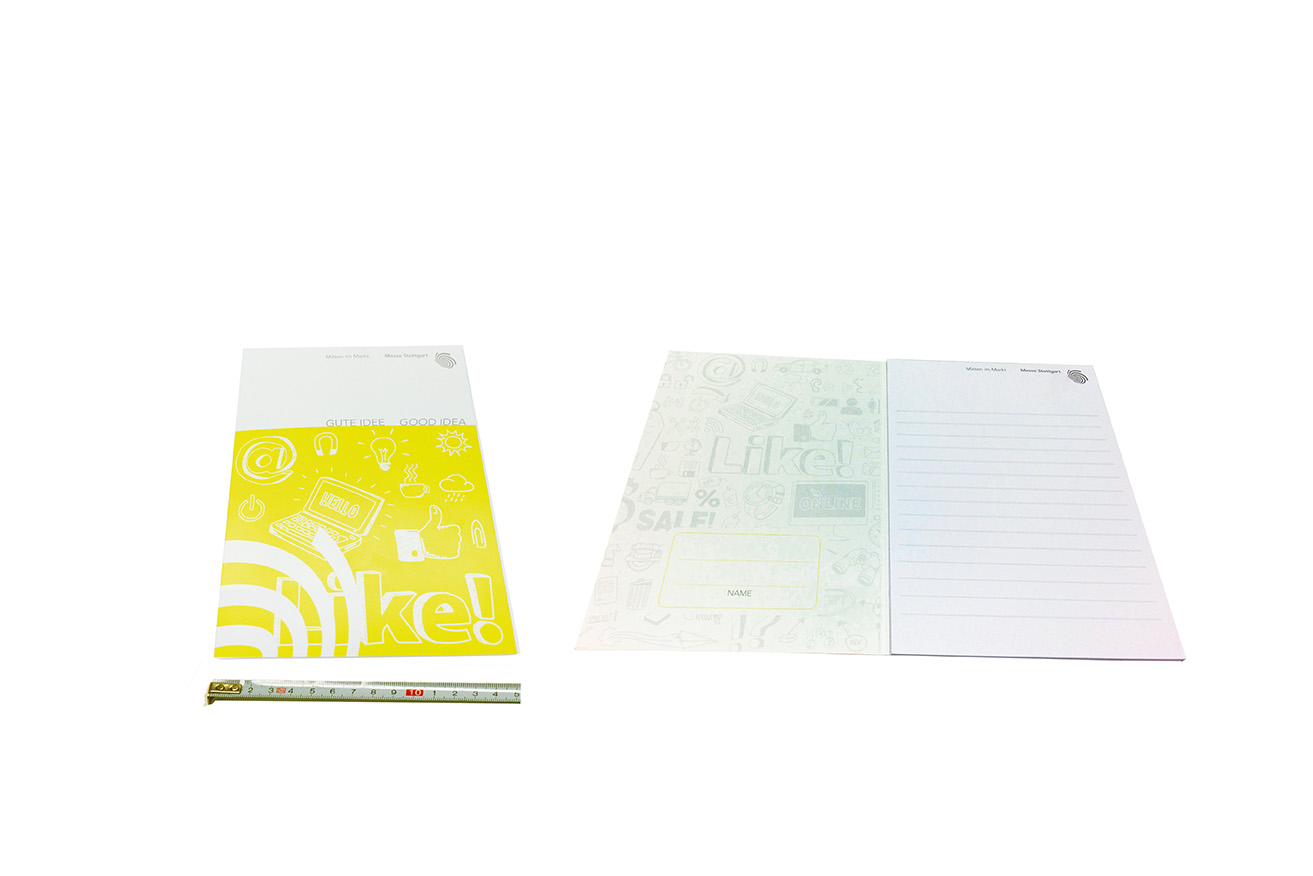 Mitten im Markt Messe Stuttgart
GUTE IDEE GOOD IDEA
@
HELLO
Like!
2 3 4 5 6 7 8 9 10 1 2 3 4 5
@
Like!
%
ONLINE
SALE!
NAME
Mitten im Markt Messe Stuttgart